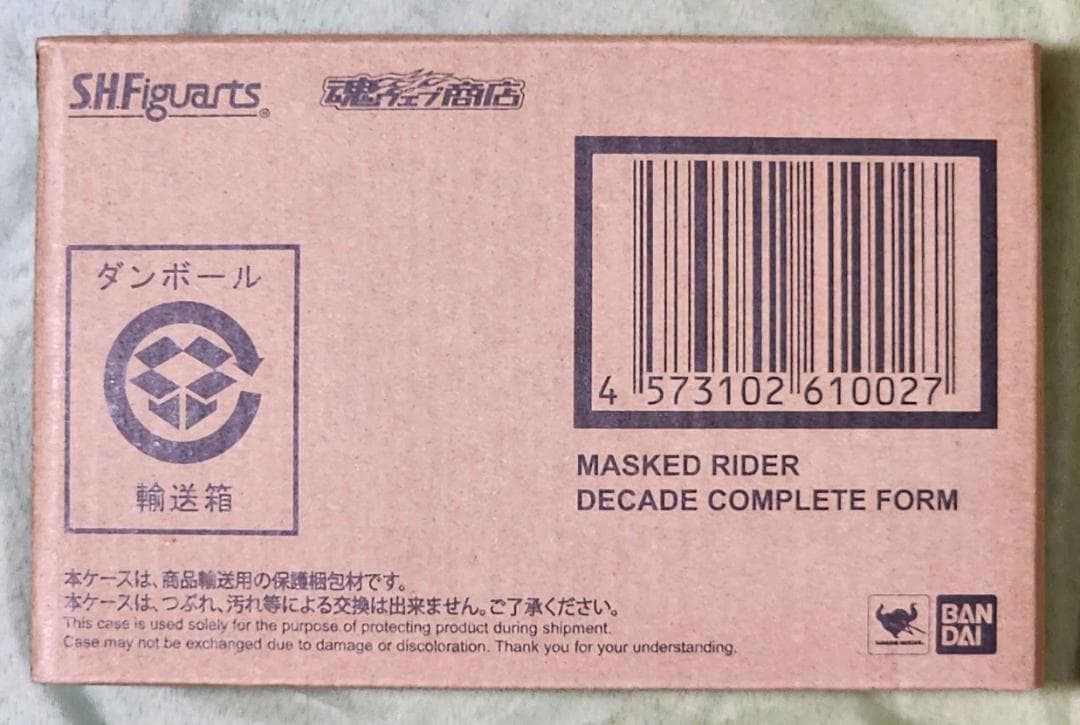 S.H.Figuarts®
魂ウェブ商店
ダンボール
輸送箱
4 573102 610027
MASKED RIDER
DECADE COMPLETE FORM
本ケースは、商品輸送用の保護梱包材です。
本ケースは、つぶれ、汚れ等による交換は出来ません。ご了承ください。
This case is used solely for the purpose of protecting product during shipment.
Case may not be exchanged due to damage or discoloration. Thank you for your understanding.
BAN
DAI